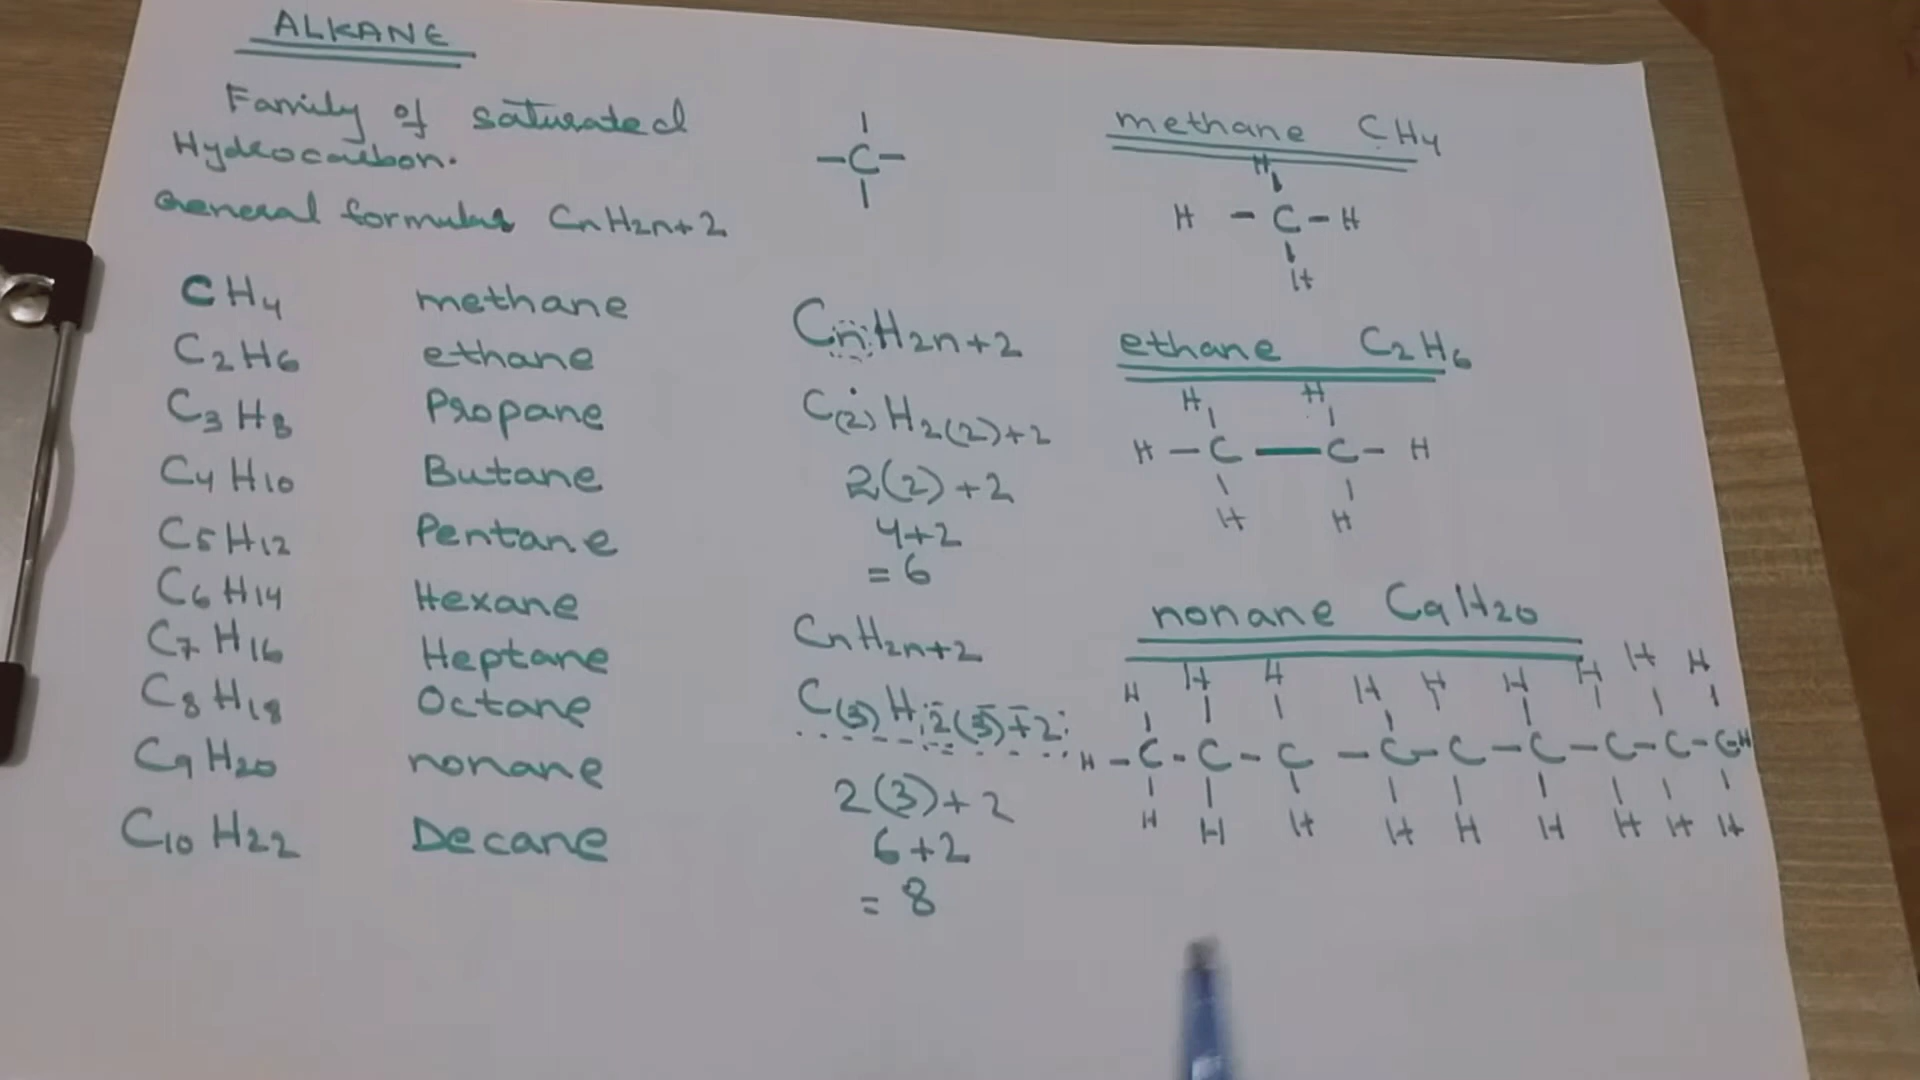 ALKANE
Family of saturated
Hydrocarbon.
General formulas CnH2n+2
CH4 methane
C2H6 ethane
C3H8 Propane
C4H10 Butane
C5H12 Pentane
C6H14 Hexane
C7H16 Heptane
C8H18 Octane
C9H20 nonane
C10H22 Decane
-C-
CnH2n+2
C(2)H2(2)+2
2(2)+2
4+2
=6
CnH2n+2
C(3)H2(3)+2
2(3)+2
6+2
= 8
methane CH4
H
H - C - H
H
ethane C2H6
H H
H - C - C - H
H H
nonane C9H20
H H H H H H H H H
H - C - C - C - C - C - C - C - C - C - H
H H H H H H H H H